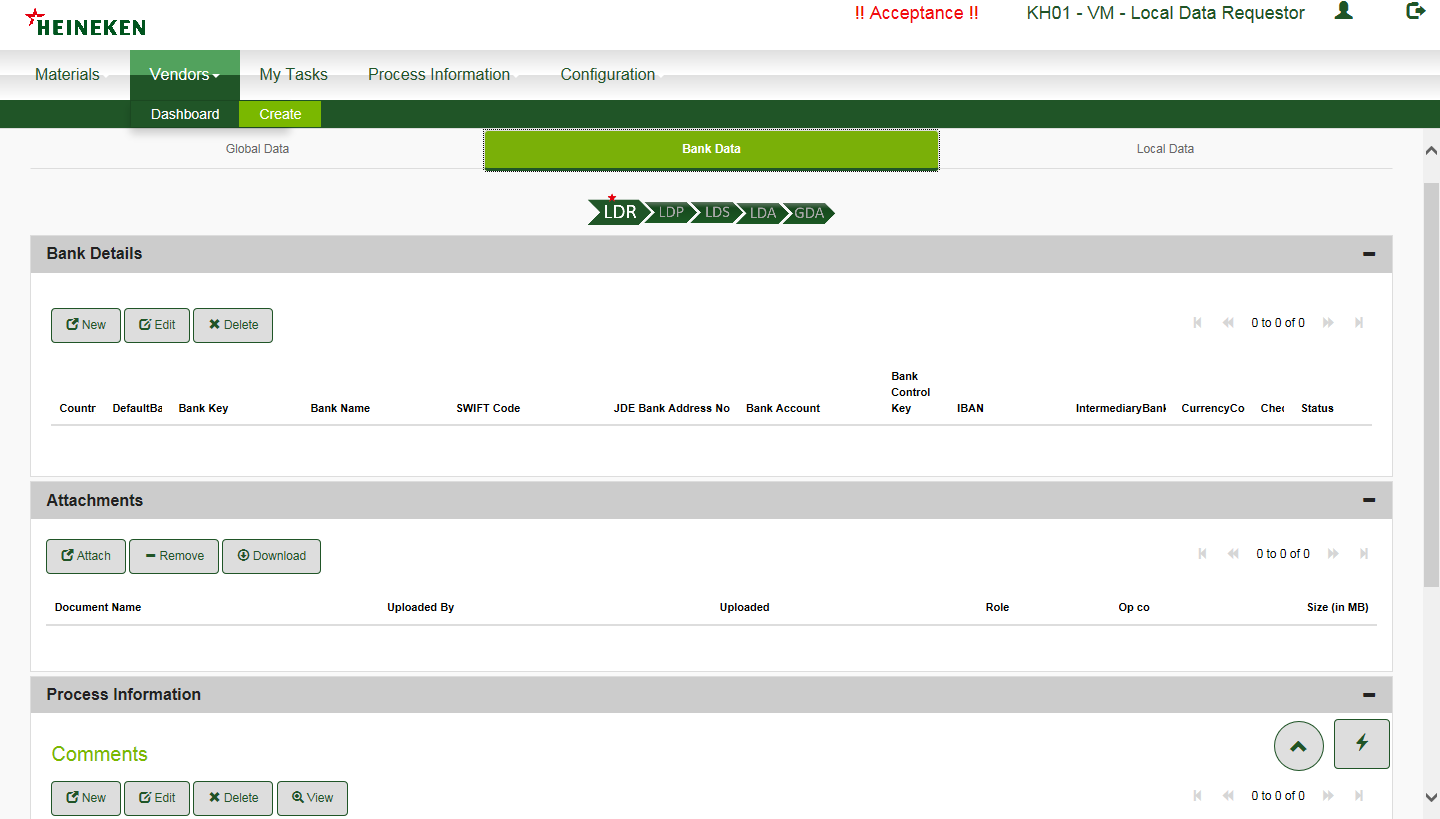 HEINEKEN
!! Acceptance !!
KH01 - VM - Local Data Requestor
Materials
Vendors
My Tasks
Process Information
Configuration
Dashboard
Create
Global Data
Bank Data
Local Data
LDR
LDP
LDS
LDA
GDA
Bank Details
New
Edit
Delete
0 to 0 of 0
Countr
DefaultBa
Bank Key
Bank Name
SWIFT Code
JDE Bank Address No
Bank Account
Bank
Control
Key
IBAN
IntermediaryBank
CurrencyCo
Chec
Status
Attachments
Attach
Remove
Download
0 to 0 of 0
Document Name
Uploaded By
Uploaded
Role
Op co
Size (in MB)
Process Information
Comments
New
Edit
Delete
View
0 to 0 of 0